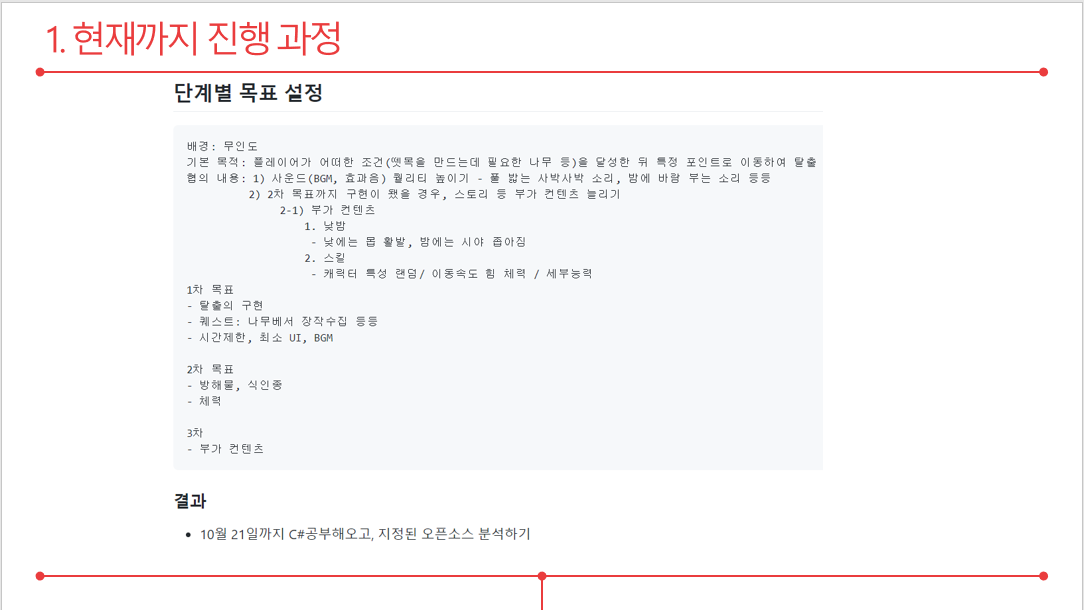 1. 현재까지 진행 과정
단계별 목표 설정
배경: 무인도
기본 목적: 플레이어가 어떠한 조건(뗏목을 만드는데 필요한 나무 등)을 달성한 뒤 특정 포인트로 이동하여 탈출
협의 내용: 1) 사운드(BGM, 효과음) 퀄리티 높이기 - 풀 밟는 사박사박 소리, 밤에 바람 부는 소리 등등
2) 2차 목표까지 구현이 됐을 경우, 스토리 등 부가 컨텐츠 늘리기
2-1) 부가 컨텐츠
1. 낮밤
- 낮에는 몹 활발, 밤에는 시야 좁아짐
2. 스킬
- 캐릭터 특성 랜덤/ 이동속도 힘 체력 / 세부능력
1차 목표
- 탈출의 구현
- 퀘스트: 나무베서 장작수집 등등
- 시간제한, 최소 UI, BGM
2차 목표
- 방해물, 식인종
- 체력
3차
- 부가 컨텐츠
결과
• 10월 21일까지 C#공부해오고, 지정된 오픈소스 분석하기